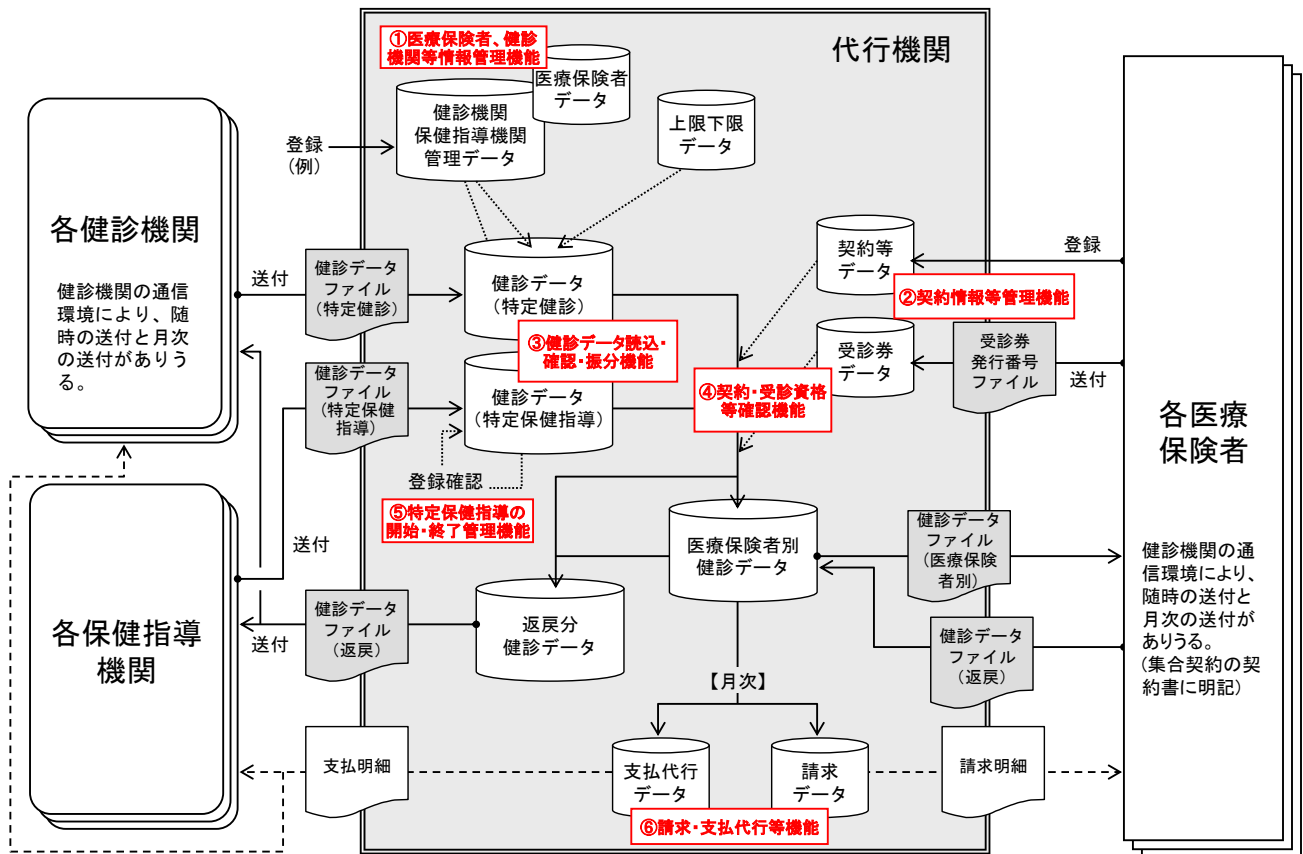 代行機関
①医療保険者、健診
機関等情報管理機能
医療保険者
データ
健診機関
保健指導機関
管理データ
上限下限
データ
登録
(例)
各健診機関
健診機関の通信
環境により、随
時の送付と月次
の送付がありう
る。
送付
健診データ
ファイル
(特定健診)
健診データ
(特定健診)
契約等
データ
登録
②契約情報等管理機能
③健診データ読込・
確認・振分機能
受診券
データ
受診券
発行番号
ファイル
送付
健診データ
ファイル
(特定保健
指導)
健診データ
(特定保健指導)
④契約・受診資格
等確認機能
登録確認
⑤特定保健指導の
開始・終了管理機能
各医療
保険者
健診機関の通
信環境により、
随時の送付と
月次の送付が
ありうる。
(集合契約の契
約書に明記)
送付
医療保険者別
健診データ
健診データ
ファイル
(医療保険
者別)
各保健指導
機関
送付
健診データ
ファイル
(返戻)
返戻分
健診データ
健診データ
ファイル
(返戻)
【月次】
支払明細
支払代行
データ
請求
データ
請求明細
⑥請求・支払代行等機能